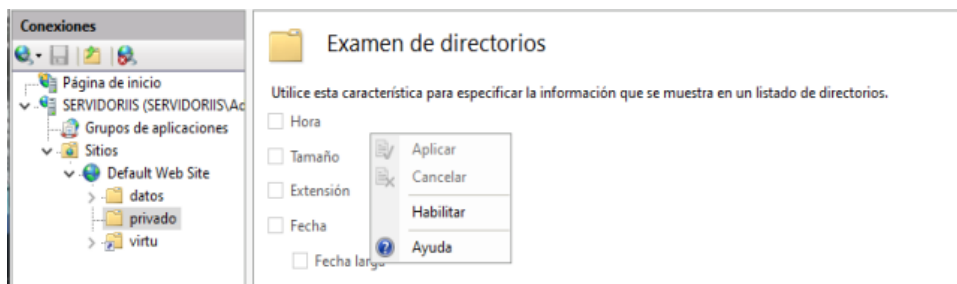 Conexiones
Página de inicio
SERVIDORIIS (SERVIDORIIS\Ad
Grupos de aplicaciones
Sitios
Default Web Site
datos
privado
virtu
Examen de directorios
Utilice esta característica para especificar la información que se muestra en un listado de directorios.
Hora
Tamaño
Extensión
Fecha
Fecha larga
Aplicar
Cancelar
Habilitar
Ayuda